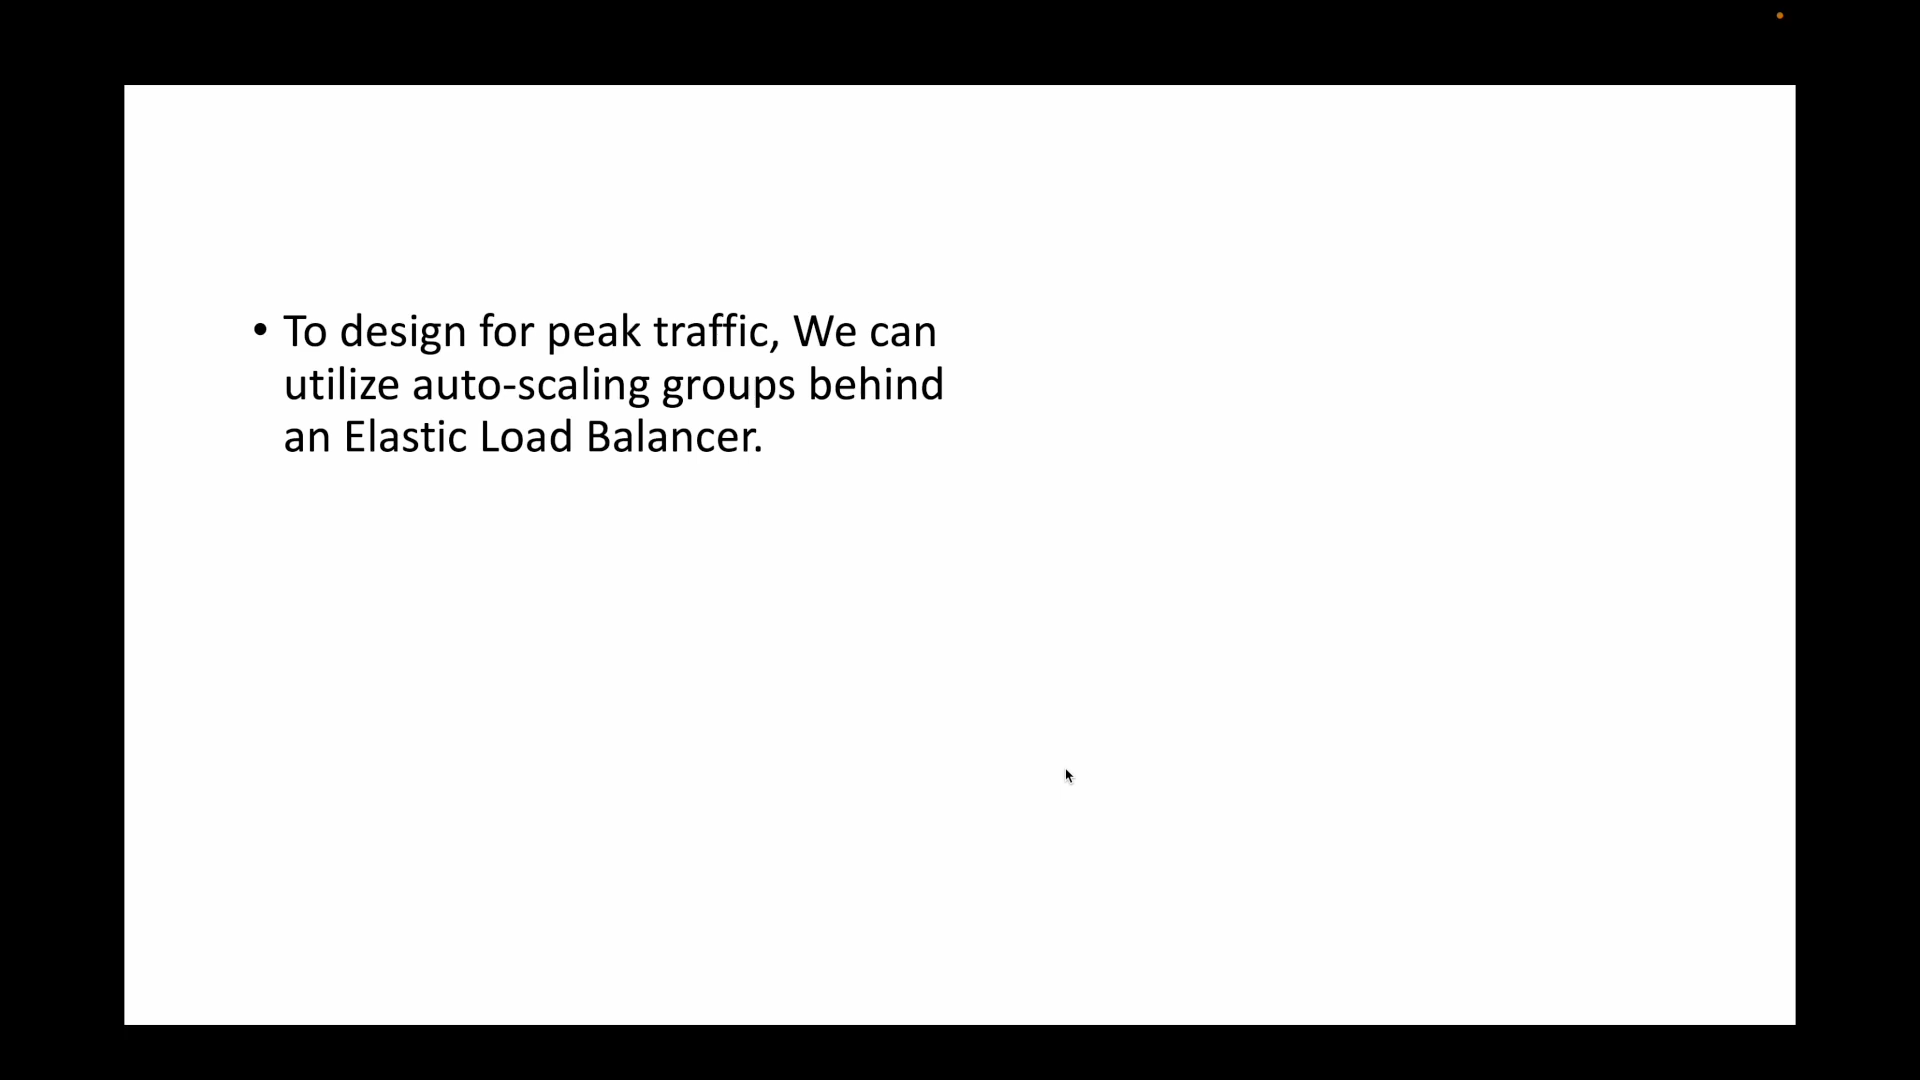 • To design for peak traffic, We can
utilize auto-scaling groups behind
an Elastic Load Balancer.